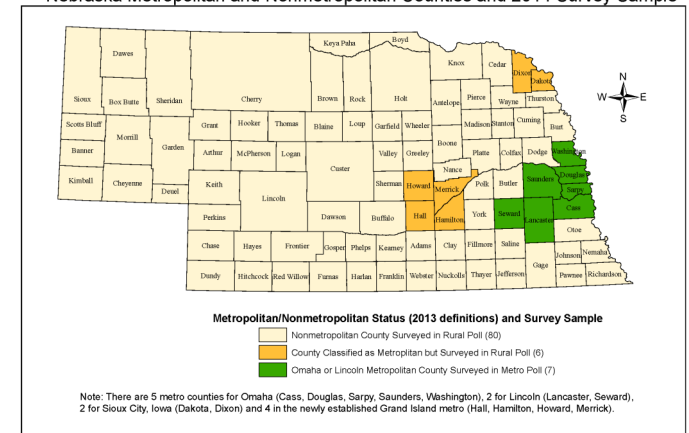 Nebraska Metropolitan and Nonmetropolitan Counties and 2014 Survey Sample
Keya Paha Boyd
Dawes Knox Cedar
Dixon Dakota
N
W E
S
Sioux Box Butte Sheridan Cherry Brown Rock Holt Antelope Pierce Wayne Thurston
Scotts Bluff Morrill Garden Grant Hooker Thomas Blaine Loup Garfield Wheeler Madison Stanton Cuming Burt
Banner Arthur McPherson Logan Custer Valley Greeley Boone Platte Colfax Dodge Washington
Nance
Kimball Cheyenne Deuel Keith Lincoln Sherman Howard Merrick Polk Butler Saunders Douglas
Sarpy
Perkins Dawson Buffalo Hall Hamilton York Seward Lancaster Cass
Otoe
Chase Hayes Frontier Gosper Phelps Kearney Adams Clay Fillmore Saline Gage Johnson Nemaha
Dundy Hitchcock Red Willow Furnas Harlan Franklin Webster Nuckolls Thayer Jefferson Pawnee Richardson
Metropolitan/Nonmetropolitan Status (2013 definitions) and Survey Sample
Nonmetropolitan County Surveyed in Rural Poll (80)
County Classified as Metroplitan but Surveyed in Rural Poll (6)
Omaha or Lincoln Metropolitan County Surveyed in Metro Poll (7)
Note: There are 5 metro counties for Omaha (Cass, Douglas, Sarpy, Saunders, Washington), 2 for Lincoln (Lancaster, Seward),
2 for Sioux City, Iowa (Dakota, Dixon) and 4 in the newly established Grand Island metro (Hall, Hamilton, Howard, Merrick).